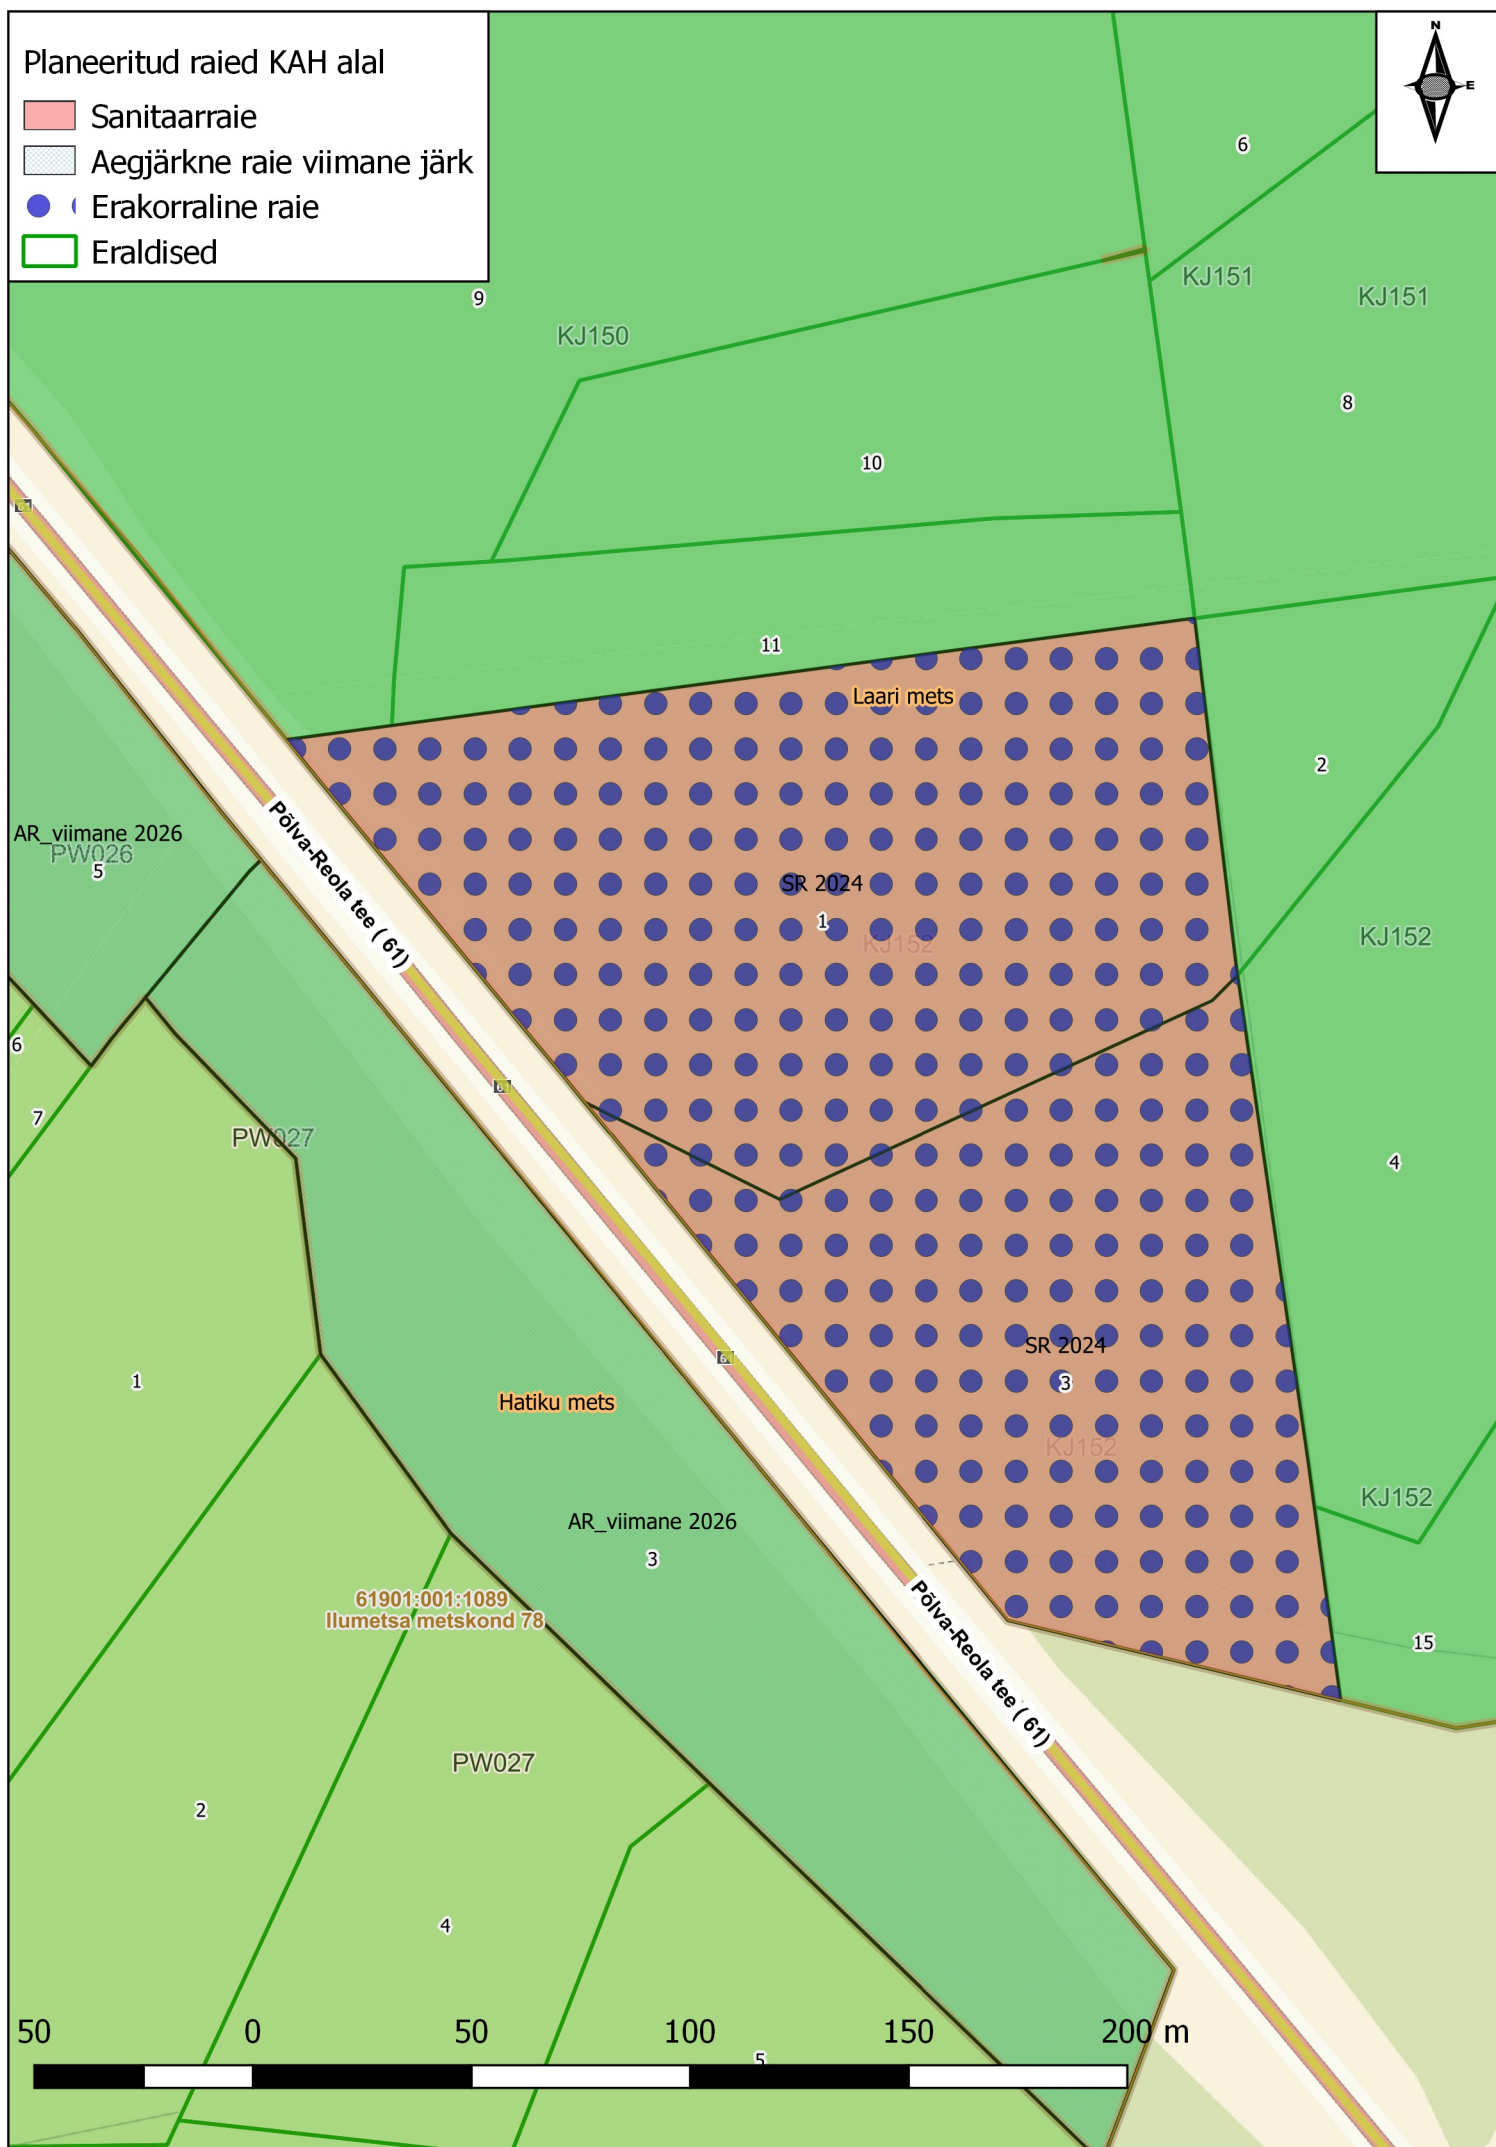 Planeeritud raied KAH alal
Sanitaarraie
Aegjärkne raie viimane järk
Erakorraline raie
Eraldised
N
E
6
KJ151
KJ151
9
KJ150
8
10
11
Laari mets
2
AR_viimane 2026
PW026
5
Põlva-Reola tee ( 61)
SR 2024
1
KJ152
KJ152
6
61
7
PW027
4
SR 2024
3
1
61
Hatiku mets
KJ152
KJ152
AR_viimane 2026
3
61901:001:1089
Ilumetsa metskond 78
Põlva-Reola tee ( 61)
15
PW027
2
4
50 0 50 100 150 200 m
5